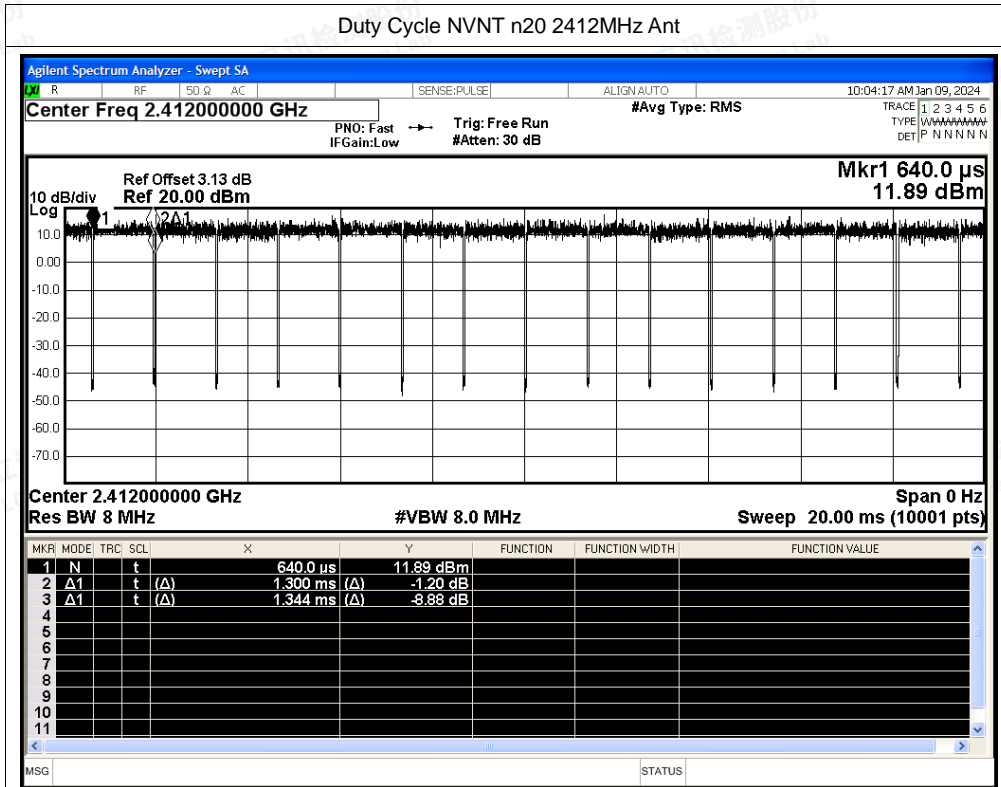 Duty Cycle NVNT n20 2412MHz Ant
Agilent Spectrum Analyzer - Swept SA
LXI R RF 50 Ω AC SENSE:PULSE ALIGN AUTO 10:04:17 AM Jan 09, 2024
Center Freq 2.412000000 GHz #Avg Type: RMS TRACE 1 2 3 4 5 6
PNO: Fast Trig: Free Run TYPE
IFGain:Low #Atten: 30 dB DET P N N N N N
Mkr1 640.0 µs
Ref Offset 3.13 dB
10 dB/div Ref 20.00 dBm 11.89 dBm
Log
1 2Δ1
10.0
0.00
-10.0
-20.0
-30.0
-40.0
-50.0
-60.0
-70.0
Center 2.412000000 GHz Span 0 Hz
Res BW 8 MHz #VBW 8.0 MHz Sweep 20.00 ms (10001 pts)
MKR MODE TRC SCL X Y FUNCTION FUNCTION WIDTH FUNCTION VALUE
1 N t 640.0 µs 11.89 dBm
2 Δ1 t (Δ) 1.300 ms (Δ) -1.20 dB
3 Δ1 t (Δ) 1.344 ms (Δ) -8.88 dB
4
5
6
7
8
9
10
11
MSG STATUS